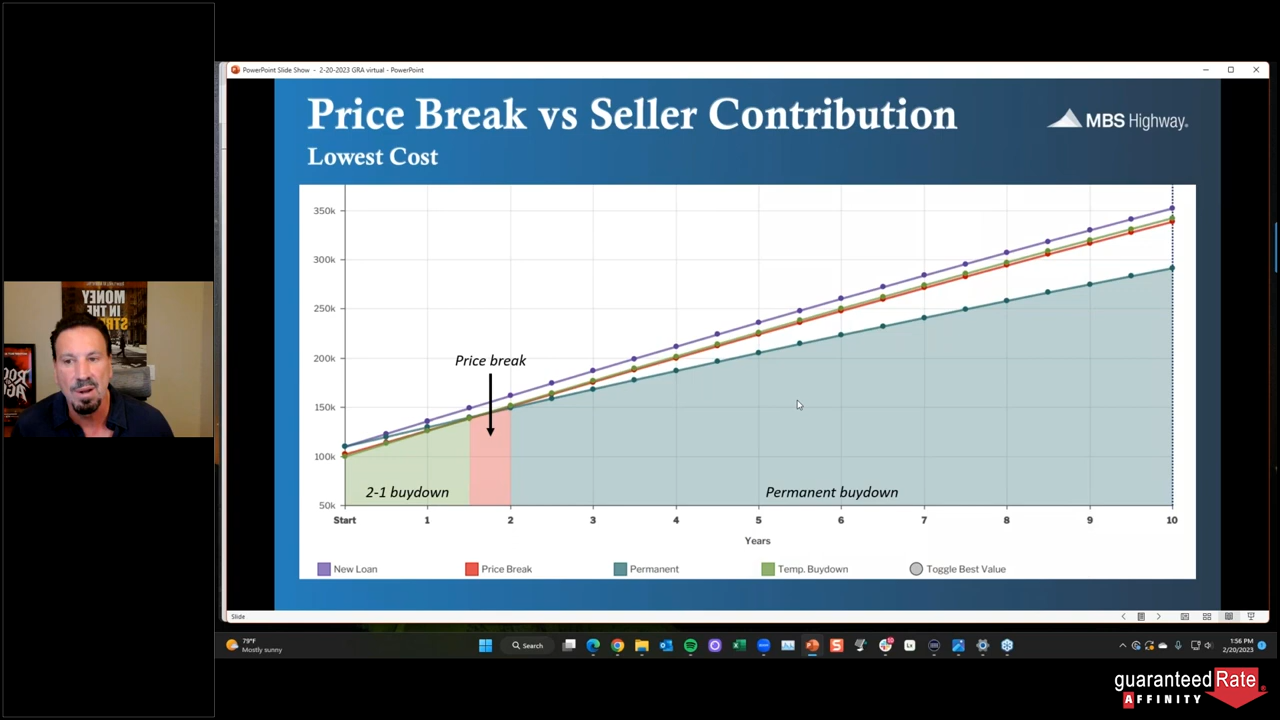 PowerPoint Slide Show - 2-20-2023 GRA virtual - PowerPoint
Price Break vs Seller Contribution
MBS Highway®
Lowest Cost
350k
300k
250k
200k
150k
100k
50k
Price break
2-1 buydown
Permanent buydown
Start 1 2 3 4 5 6 7 8 9 10
Years
New Loan Price Break Permanent Temp. Buydown Toggle Best Value
MONEY
IN THE
Slide
79°F
Mostly sunny
Search
1:56 PM
2/20/2023
guaranteed Rate
AFFINITY